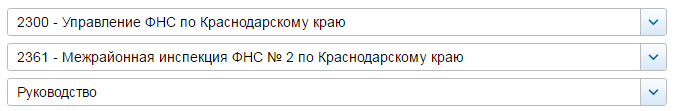 2300 - Управление ФНС по Краснодарскому краю
2361 - Межрайонная инспекция ФНС № 2 по Краснодарскому краю
Руководство